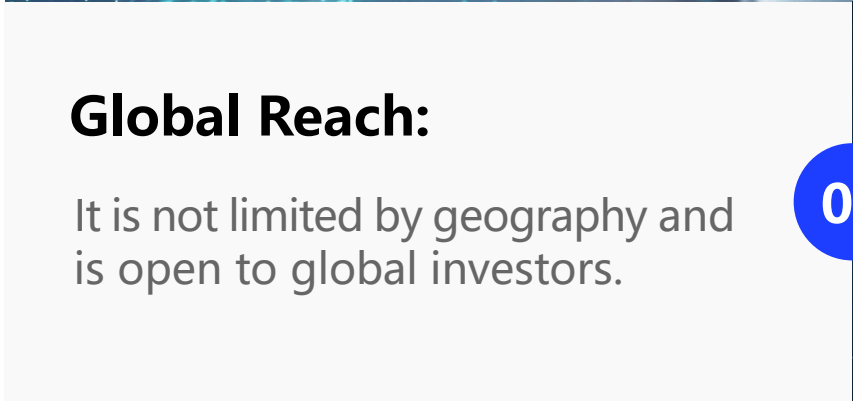 Global Reach:
It is not limited by geography and
is open to global investors.
0